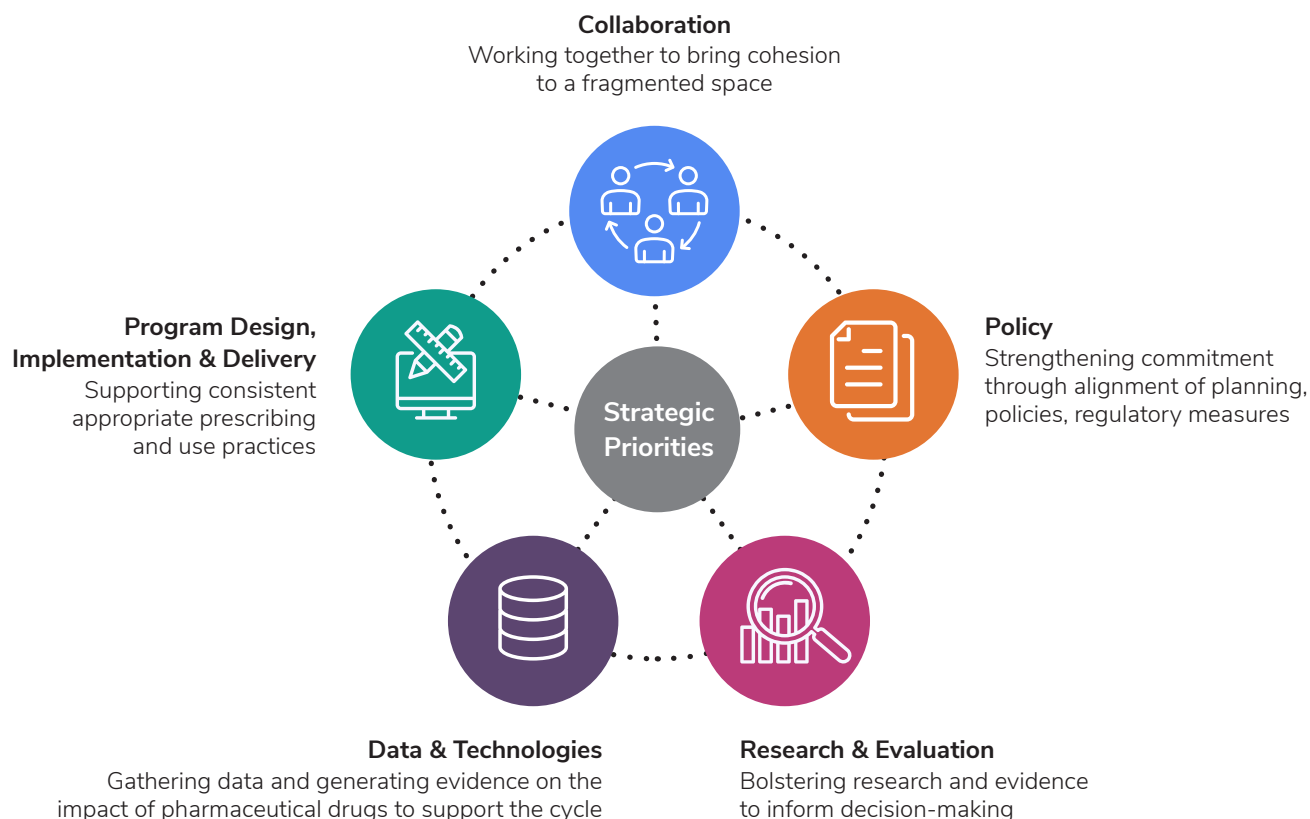 Collaboration
Working together to bring cohesion
to a fragmented space
Program Design,
Implementation & Delivery
Supporting consistent
appropriate prescribing
and use practices
Strategic
Priorities
Policy
Strengthening commitment
through alignment of planning,
policies, regulatory measures
Data & Technologies
Gathering data and generating evidence on the
impact of pharmaceutical drugs to support the cycle
Research & Evaluation
Bolstering research and evidence
to inform decision-making